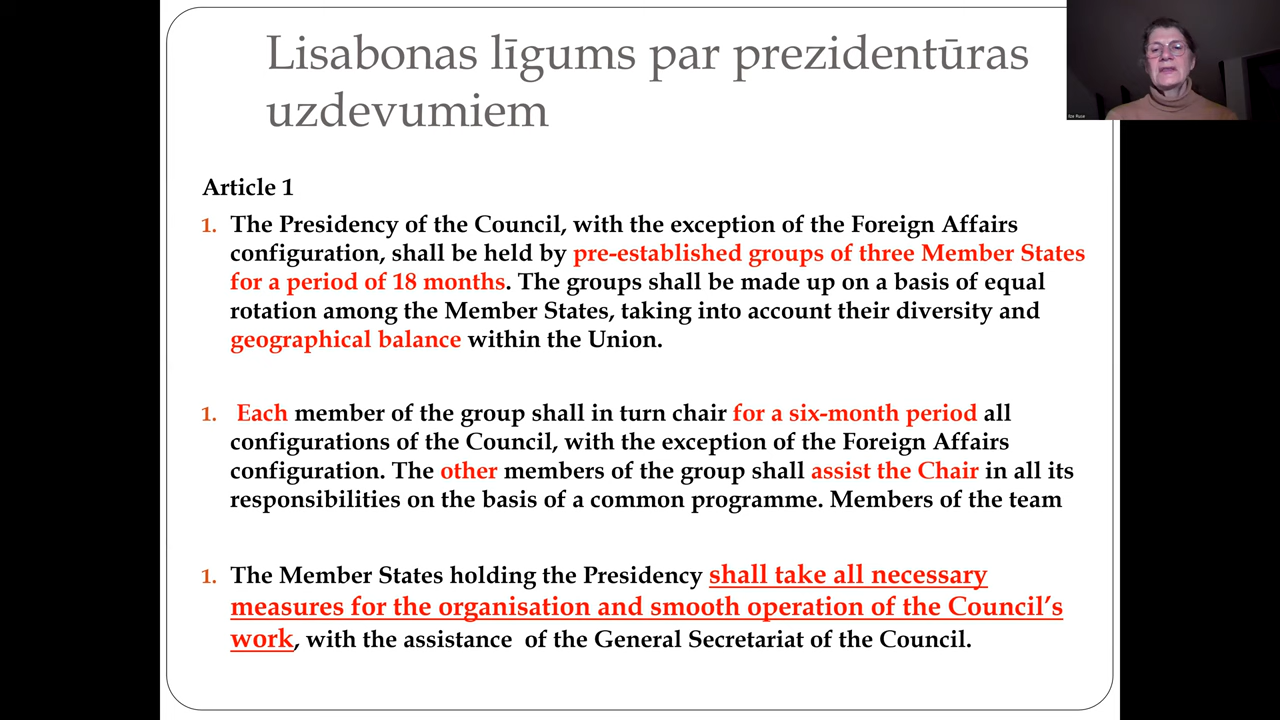 Lisabonas līgums par prezidentūras
uzdevumiem
Article 1
1. The Presidency of the Council, with the exception of the Foreign Affairs
configuration, shall be held by pre-established groups of three Member States
for a period of 18 months. The groups shall be made up on a basis of equal
rotation among the Member States, taking into account their diversity and
geographical balance within the Union.
1. Each member of the group shall in turn chair for a six-month period all
configurations of the Council, with the exception of the Foreign Affairs
configuration. The other members of the group shall assist the Chair in all its
responsibilities on the basis of a common programme. Members of the team
1. The Member States holding the Presidency shall take all necessary
measures for the organisation and smooth operation of the Council’s
work, with the assistance of the General Secretariat of the Council.